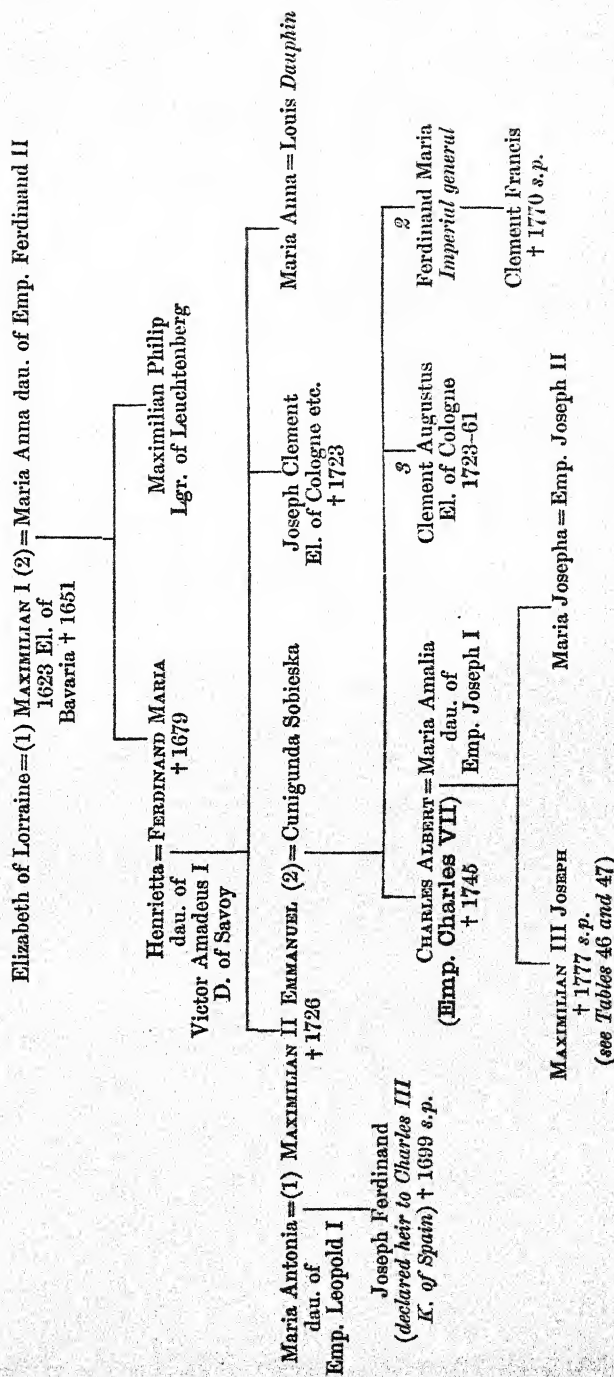 Elizabeth of Lorraine=(1) MAXIMILIAN I (2)=Maria Anna dau. of Emp. Ferdinand II
1623 El. of
Bavaria † 1651
Henrietta=FERDINAND MARIA
dau. of † 1679
Victor Amadeus I
D. of Savoy
Maximilian Philip
Lgr. of Leuchtenberg
Maria Antonia=(1) MAXIMILIAN II EMMANUEL (2)=Cunigunda Sobieska
dau. of † 1726
Emp. Leopold I
Joseph Clement
El. of Cologne etc.
† 1723
Maria Anna=Louis Dauphin
Joseph Ferdinand
(declared heir to Charles III
K. of Spain) † 1699 s.p.
CHARLES ALBERT=Maria Amalia
(Emp. Charles VII) dau. of
† 1745 Emp. Joseph I
3
Clement Augustus
El. of Cologne
1723-61
2
Ferdinand Maria
Imperial general
Clement Francis
† 1770 s.p.
MAXIMILIAN III JOSEPH
† 1777 s.p.
(see Tables 46 and 47)
Maria Josepha=Emp. Joseph II